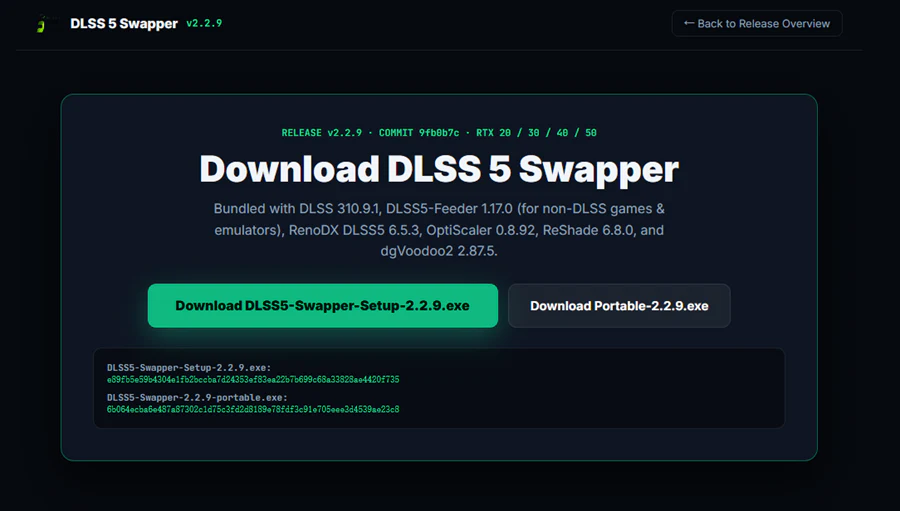 DLSS 5 Swapper v2.2.9
← Back to Release Overview
RELEASE v2.2.9 · COMMIT 9fb0b7c · RTX 20 / 30 / 40 / 50
Download DLSS 5 Swapper
Bundled with DLSS 310.9.1, DLSS5-Feeder 1.17.0 (for non-DLSS games &
emulators), RenoDX DLSS5 6.5.3, OptiScaler 0.8.92, ReShade 6.8.0, and
dgVoodoo2 2.87.5.
Download DLSS5-Swapper-Setup-2.2.9.exe
Download Portable-2.2.9.exe
DLSS5-Swapper-Setup-2.2.9.exe:
e89fb5e59b4304e1fb2bccba7d24353ef83ea22b7b699c68a33828ae4420f735
DLSS5-Swapper-2.2.9-portable.exe:
6b064ecba6e487a87302c1d75c3fd2d8189e78fdf3c91e705eee3d4539ae23c8